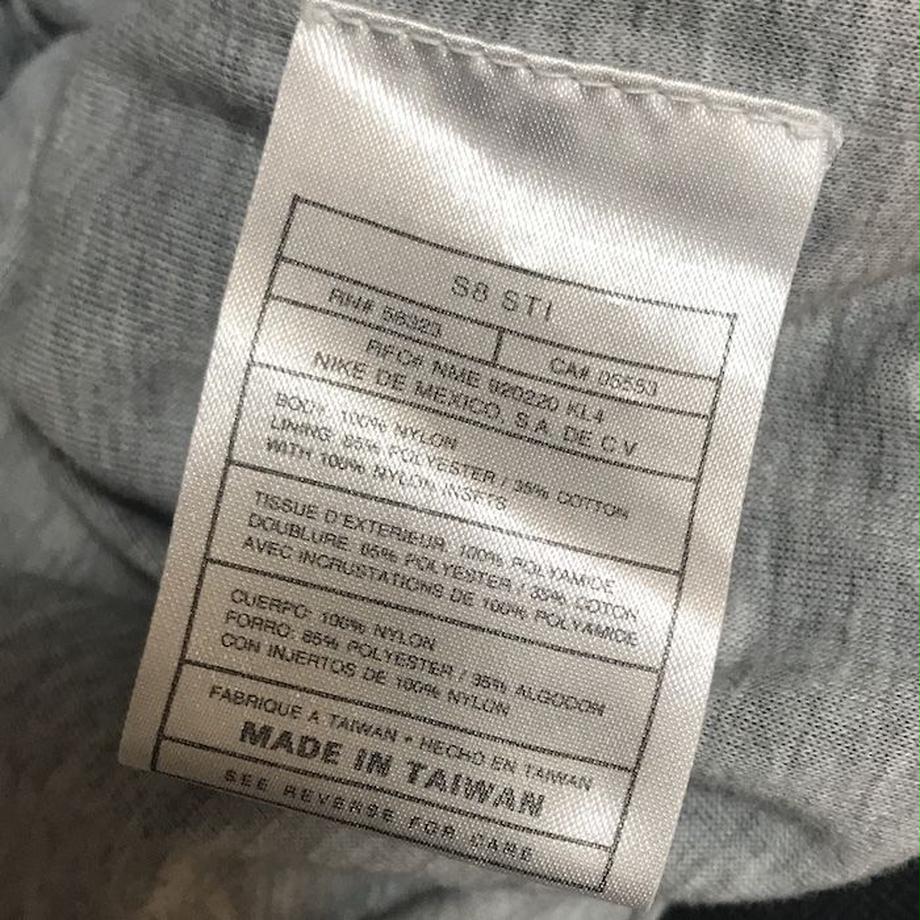 S8 STI
RN# 56323 CA# 05553
RFC# NME 920220 KL4
NIKE DE MEXICO, S.A. DE C.V
BODY: 100% NYLON
LINING: 65% POLYESTER / 35% COTTON
WITH 100% NYLON INSETS
TISSUE D'EXTERIEUR: 100% POLYAMIDE
DOUBLURE: 65% POLYESTER / 35% COTON
AVEC INCRUSTATIONS DE 100% POLYAMIDE
CUERPO: 100% NYLON
FORRO: 65% POLYESTER / 35% ALGODON
CON INJERTOS DE 100% NYLON
FABRIQUE A TAIWAN • HECHO EN TAIWAN
MADE IN TAIWAN
SEE REVERSE FOR CARE